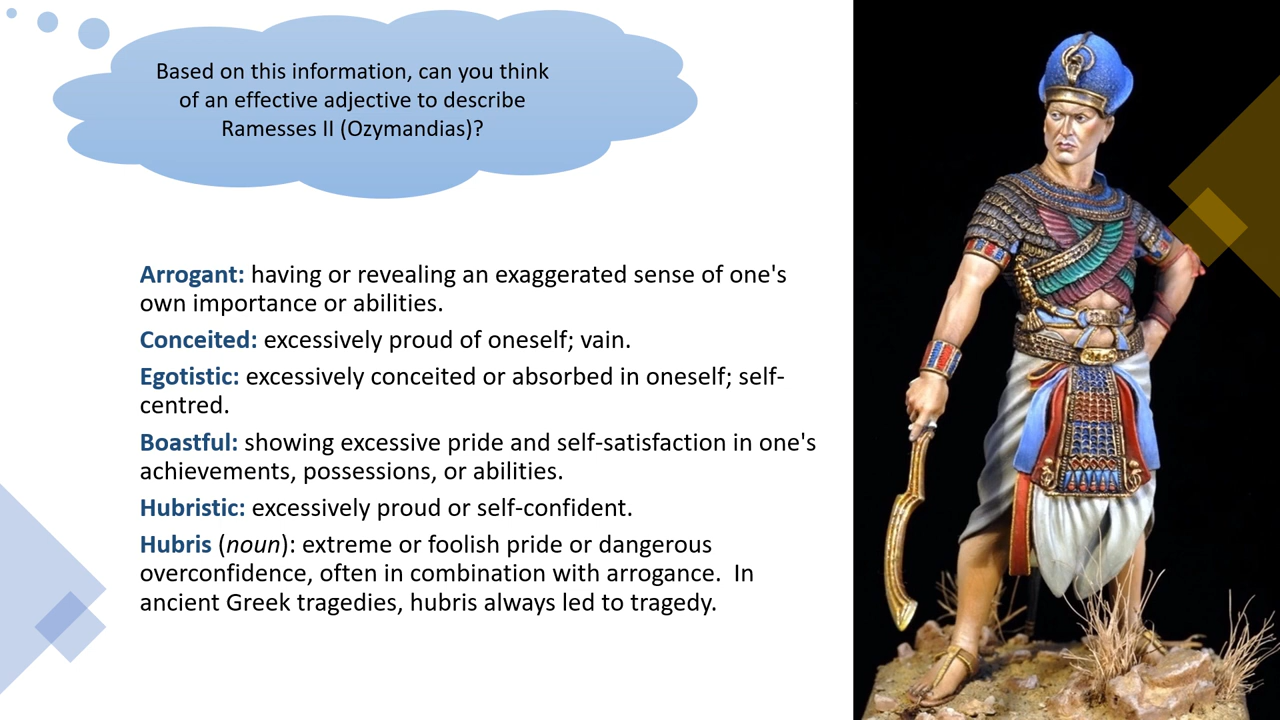 Based on this information, can you think
of an effective adjective to describe
Ramesses II (Ozymandias)?
Arrogant: having or revealing an exaggerated sense of one's
own importance or abilities.
Conceited: excessively proud of oneself; vain.
Egotistic: excessively conceited or absorbed in oneself; self-
centred.
Boastful: showing excessive pride and self-satisfaction in one's
achievements, possessions, or abilities.
Hubristic: excessively proud or self-confident.
Hubris (noun): extreme or foolish pride or dangerous
overconfidence, often in combination with arrogance.  In
ancient Greek tragedies, hubris always led to tragedy.